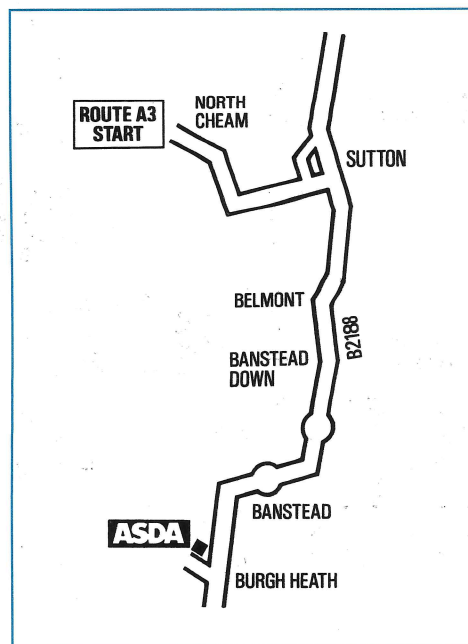 ROUTE A3
START
NORTH
CHEAM
SUTTON
BELMONT
B2188
BANSTEAD
DOWN
BANSTEAD
ASDA
BURGH HEATH